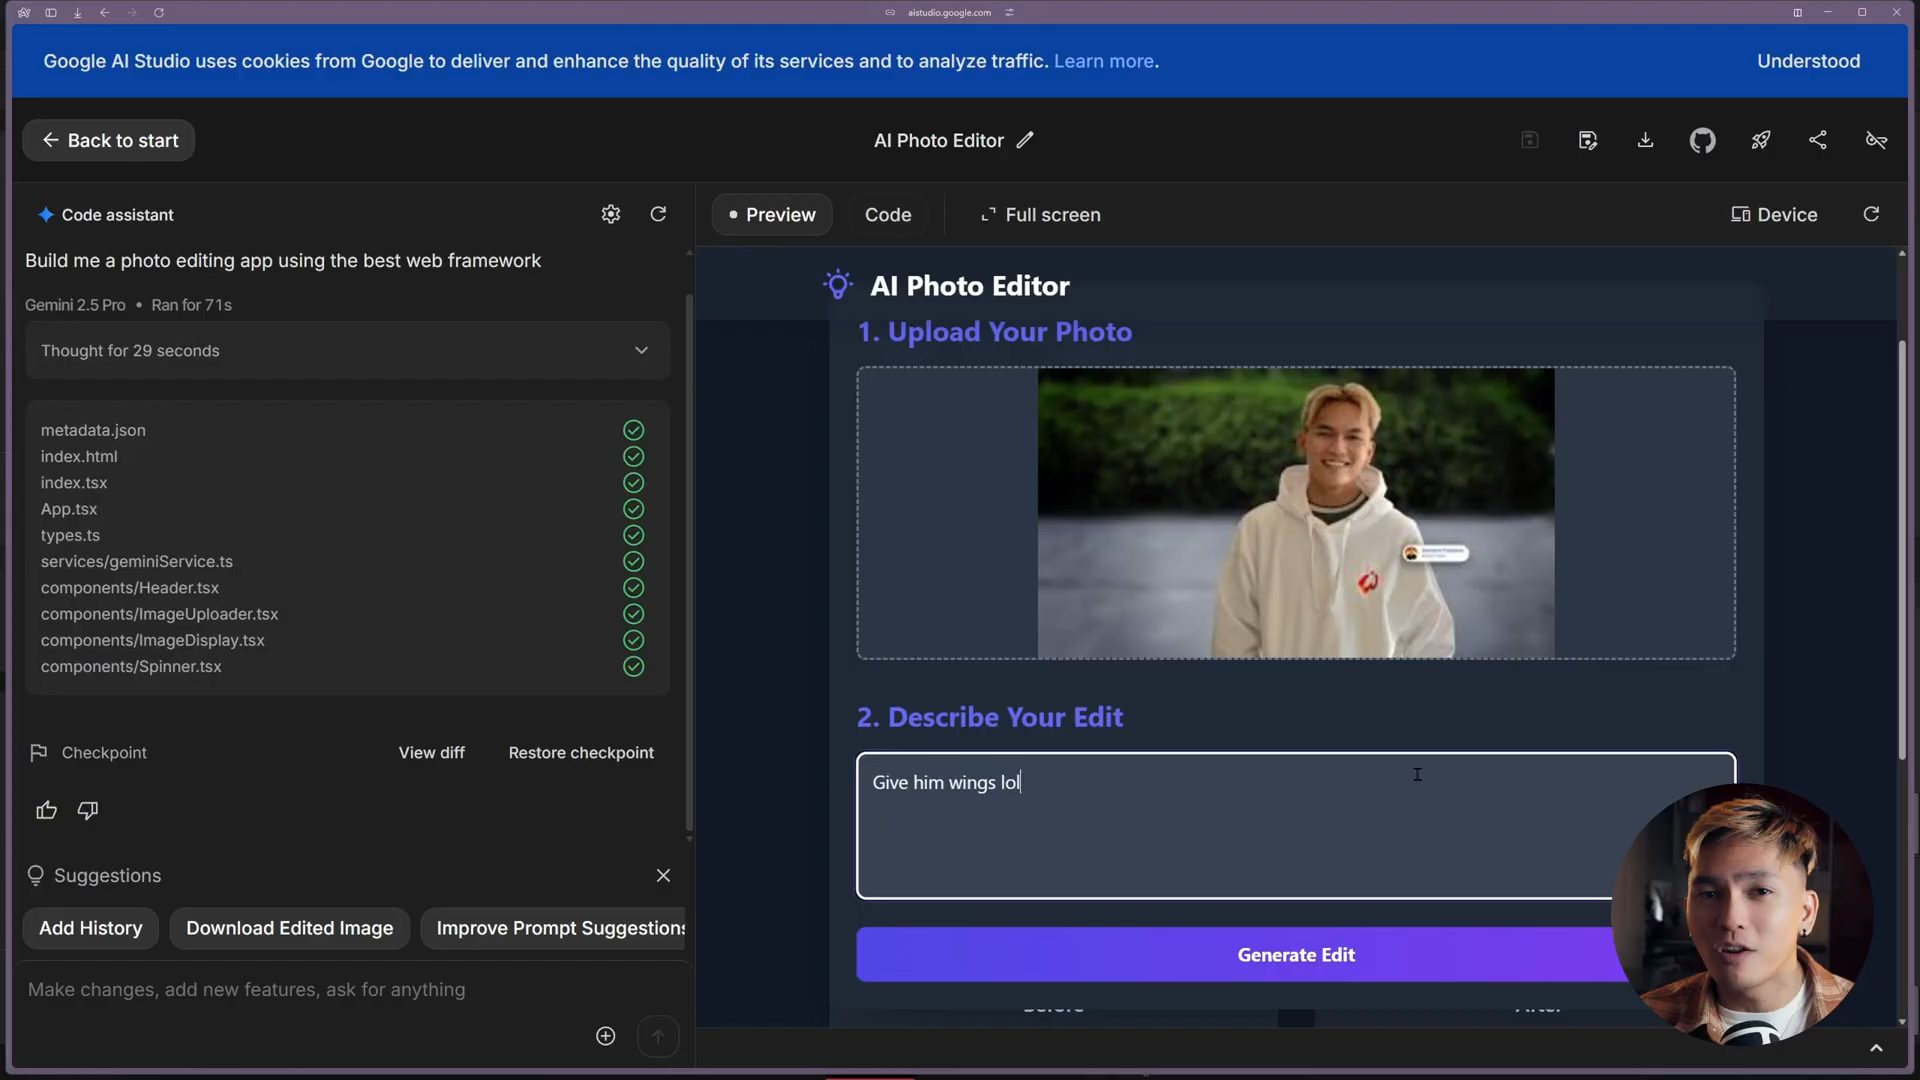 aistudio.google.com
Google AI Studio uses cookies from Google to deliver and enhance the quality of its services and to analyze traffic. Learn more.
Understood
Back to start
AI Photo Editor
Code assistant
Preview
Code
Full screen
Device
Build me a photo editing app using the best web framework
Gemini 2.5 Pro • Ran for 71s
Thought for 29 seconds
metadata.json
index.html
index.tsx
App.tsx
types.ts
services/geminiService.ts
components/Header.tsx
components/ImageUploader.tsx
components/ImageDisplay.tsx
components/Spinner.tsx
Checkpoint
View diff
Restore checkpoint
Suggestions
Add History
Download Edited Image
Improve Prompt Suggestions
Make changes, add new features, ask for anything
AI Photo Editor
1. Upload Your Photo
2. Describe Your Edit
Give him wings lol
Generate Edit
Before
After